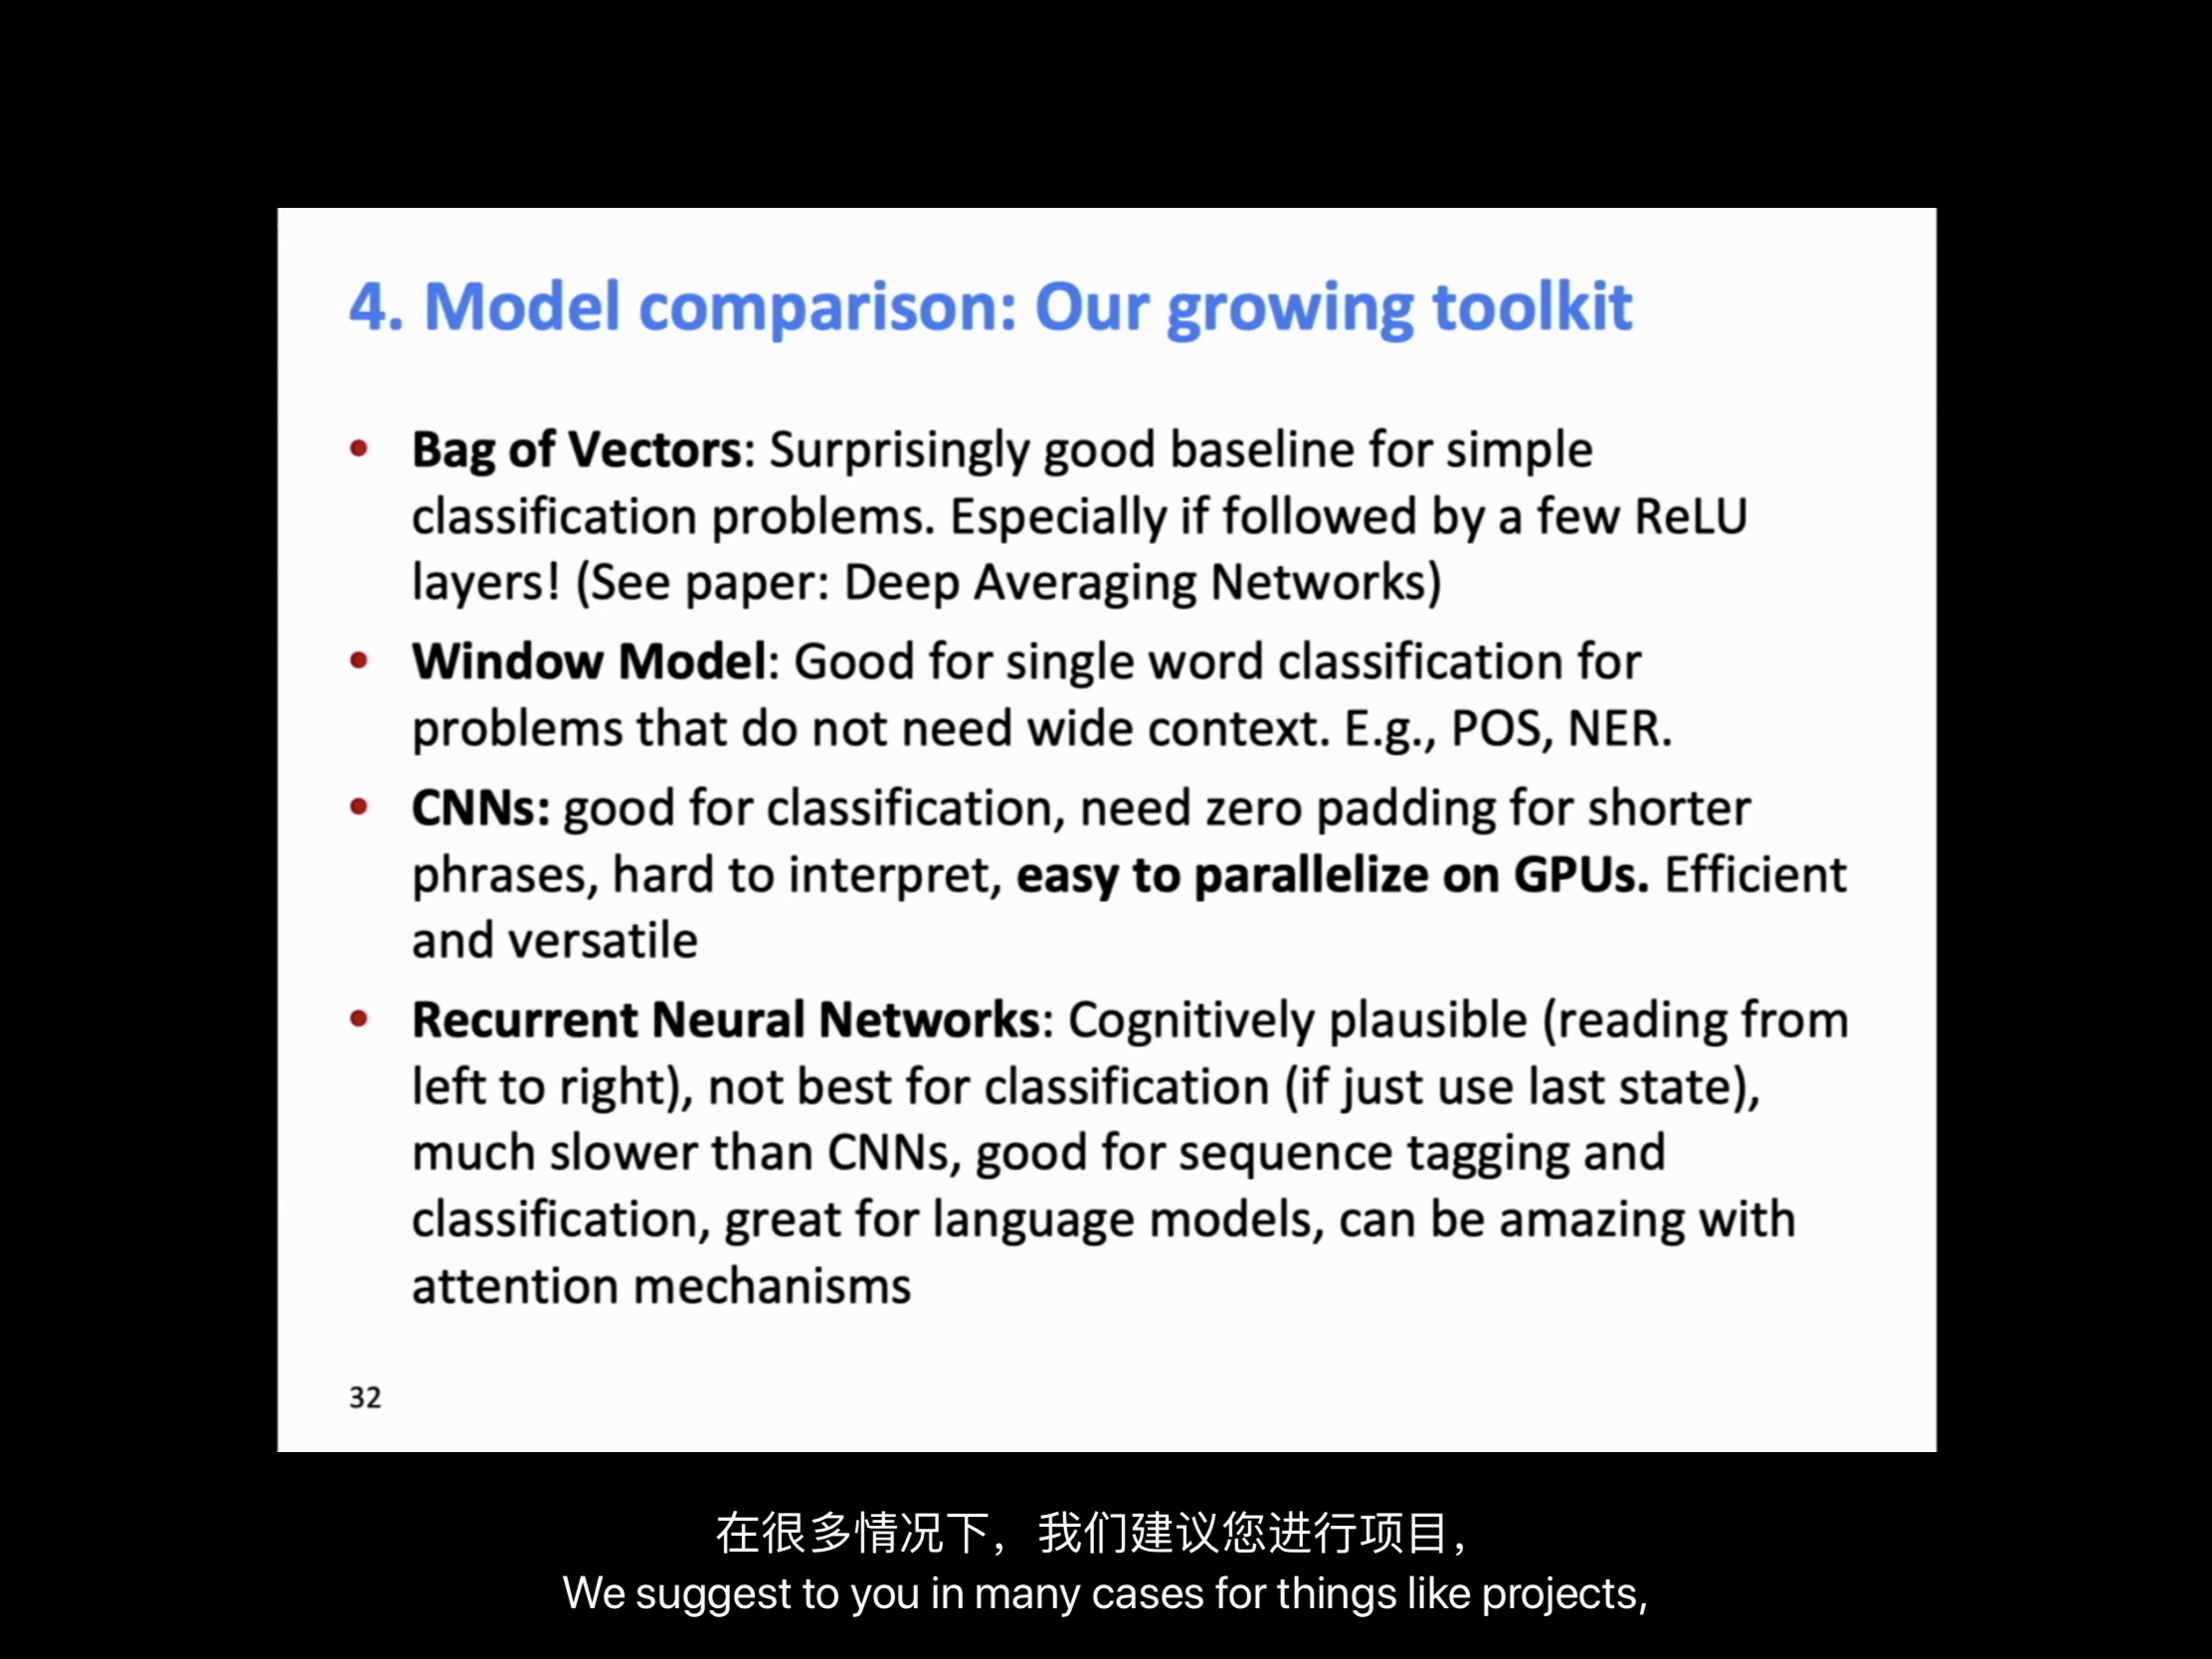 4. Model comparison: Our growing toolkit
• Bag of Vectors: Surprisingly good baseline for simple
classification problems. Especially if followed by a few ReLU
layers! (See paper: Deep Averaging Networks)
• Window Model: Good for single word classification for
problems that do not need wide context. E.g., POS, NER.
• CNNs: good for classification, need zero padding for shorter
phrases, hard to interpret, easy to parallelize on GPUs. Efficient
and versatile
• Recurrent Neural Networks: Cognitively plausible (reading from
left to right), not best for classification (if just use last state),
much slower than CNNs, good for sequence tagging and
classification, great for language models, can be amazing with
attention mechanisms
32
在很多情况下，我们建议您进行项目，
We suggest to you in many cases for things like projects,